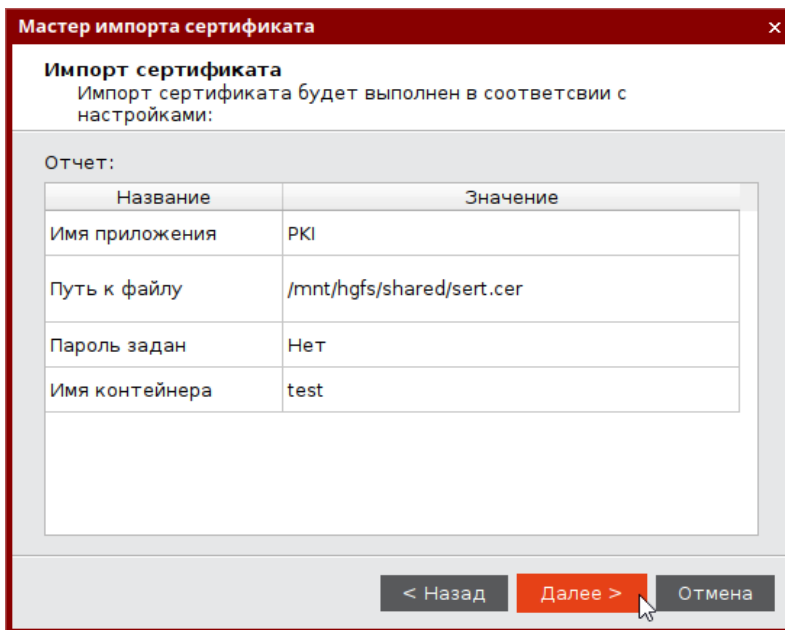 Мастер импорта сертификата
Импорт сертификата
Импорт сертификата будет выполнен в соответсвии с
настройками:
Отчет:
Название Значение
Имя приложения PKI
Путь к файлу /mnt/hgfs/shared/sert.cer
Пароль задан Нет
Имя контейнера test
< Назад Далее > Отмена